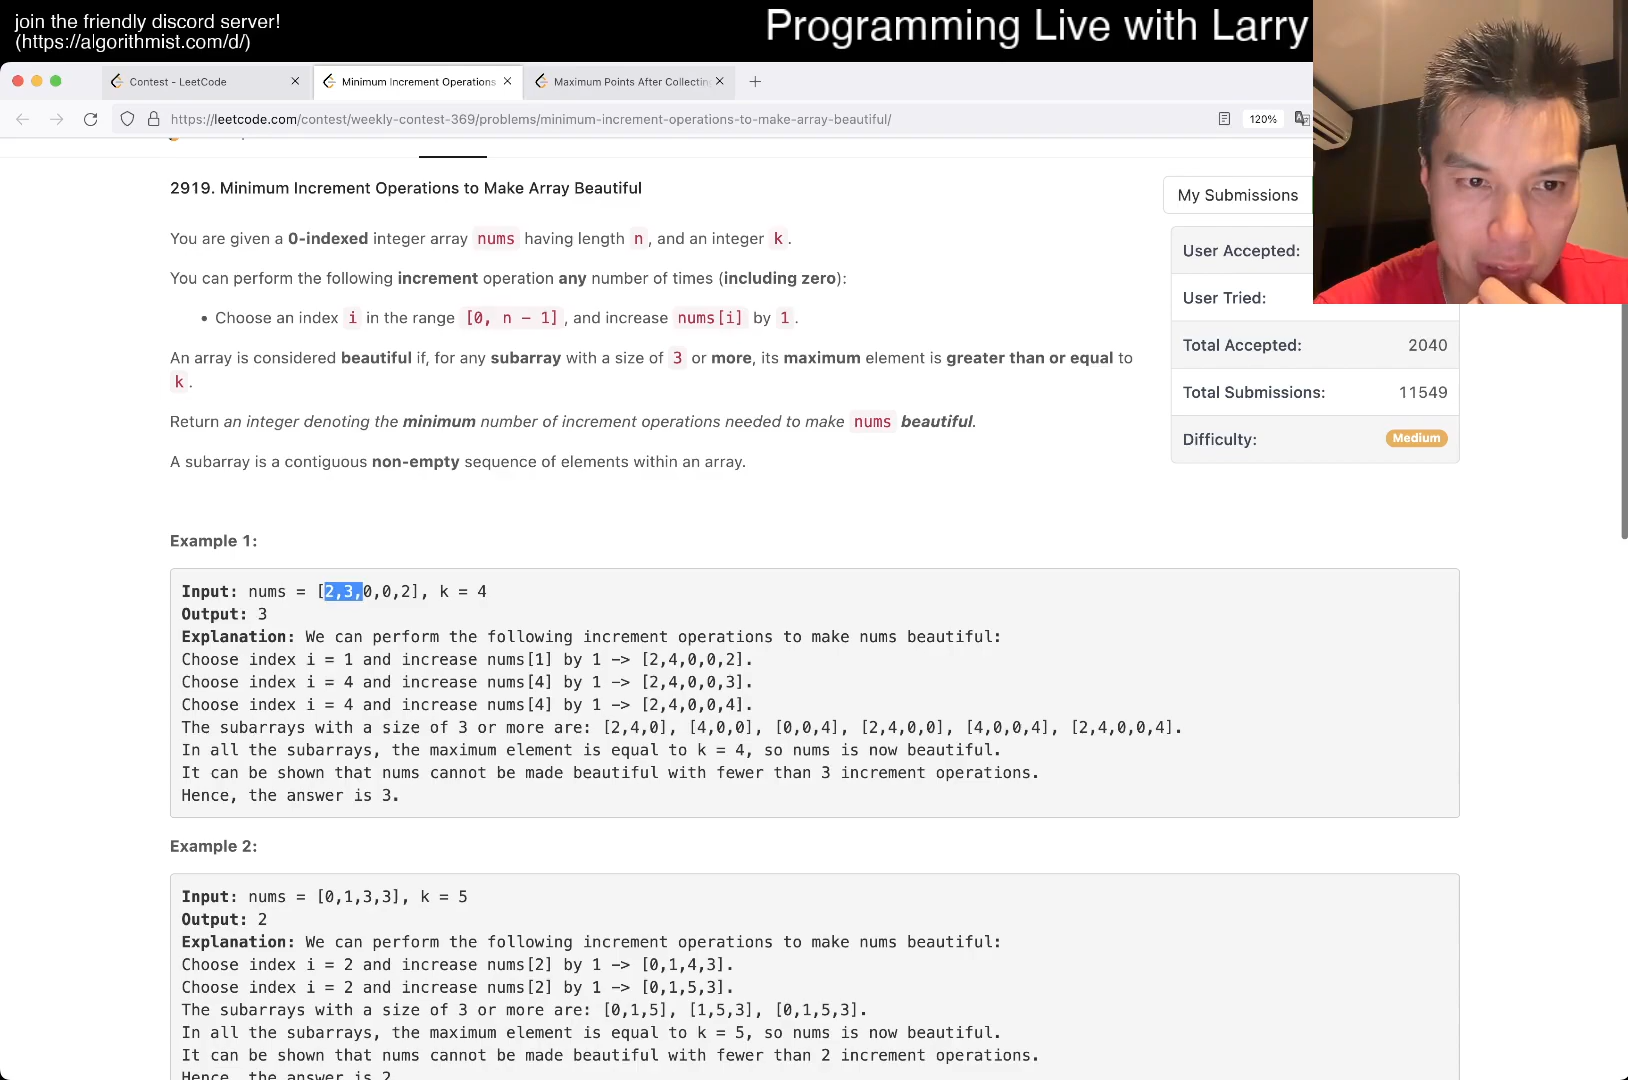 join the friendly discord server!
(https://algorithmist.com/d/)
Programming Live with Larry
Contest - LeetCode
Minimum Increment Operations
Maximum Points After Collectin
https://leetcode.com/contest/weekly-contest-369/problems/minimum-increment-operations-to-make-array-beautiful/
120%
2919. Minimum Increment Operations to Make Array Beautiful
My Submissions
You are given a 0-indexed integer array nums having length n, and an integer k.
You can perform the following increment operation any number of times (including zero):
• Choose an index i in the range [0, n - 1], and increase nums[i] by 1.
An array is considered beautiful if, for any subarray with a size of 3 or more, its maximum element is greater than or equal to
k.
Return an integer denoting the minimum number of increment operations needed to make nums beautiful.
A subarray is a contiguous non-empty sequence of elements within an array.
User Accepted:
User Tried:
Total Accepted: 2040
Total Submissions: 11549
Difficulty: Medium
Example 1:
Input: nums = [2,3,0,0,2], k = 4
Output: 3
Explanation: We can perform the following increment operations to make nums beautiful:
Choose index i = 1 and increase nums[1] by 1 -> [2,4,0,0,2].
Choose index i = 4 and increase nums[4] by 1 -> [2,4,0,0,3].
Choose index i = 4 and increase nums[4] by 1 -> [2,4,0,0,4].
The subarrays with a size of 3 or more are: [2,4,0], [4,0,0], [0,0,4], [2,4,0,0], [4,0,0,4], [2,4,0,0,4].
In all the subarrays, the maximum element is equal to k = 4, so nums is now beautiful.
It can be shown that nums cannot be made beautiful with fewer than 3 increment operations.
Hence, the answer is 3.
Example 2:
Input: nums = [0,1,3,3], k = 5
Output: 2
Explanation: We can perform the following increment operations to make nums beautiful:
Choose index i = 2 and increase nums[2] by 1 -> [0,1,4,3].
Choose index i = 2 and increase nums[2] by 1 -> [0,1,5,3].
The subarrays with a size of 3 or more are: [0,1,5], [1,5,3], [0,1,5,3].
In all the subarrays, the maximum element is equal to k = 5, so nums is now beautiful.
It can be shown that nums cannot be made beautiful with fewer than 2 increment operations.
Hence, the answer is 2.